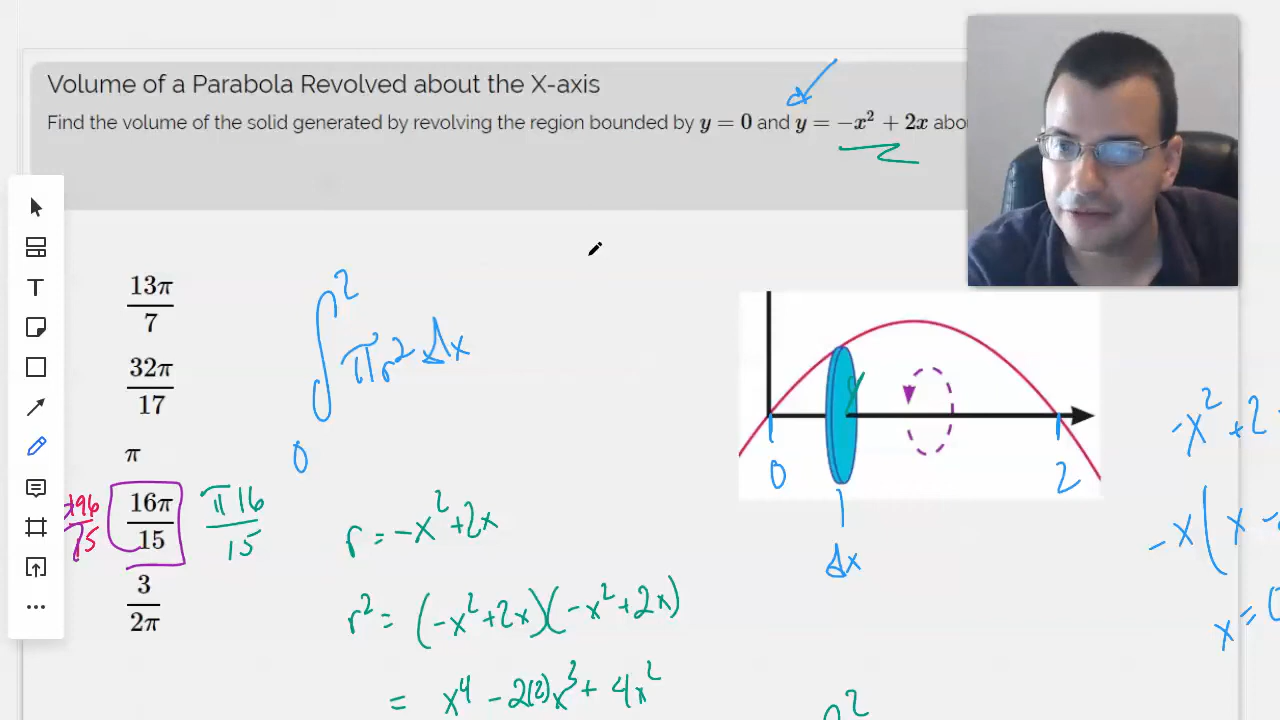 Volume of a Parabola Revolved about the X-axis
Find the volume of the solid generated by revolving the region bounded by y = 0 and y = −x² + 2x abo
13π/7
32π/17
π
16π/15
3/2π
∫₀² πr² Δx
π16/15
r = -x² + 2x
r² = (-x² + 2x)(-x² + 2x)
= x⁴ - 2(2)x³ + 4x²
0
2
Δx
-x² + 2
-x(x -
x = 0
T